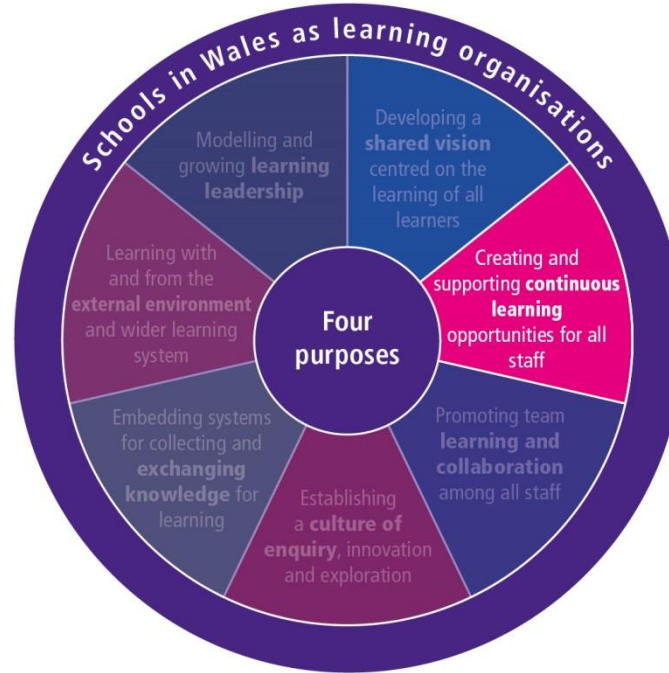 Schools in Wales as learning organisations
Developing a
shared vision
centred on the
learning of all
learners
Creating and
supporting continuous
learning
opportunities for all
staff
Promoting team
learning and
collaboration
among all staff
Establishing
a culture of
enquiry, innovation
and exploration
Embedding systems
for collecting and
exchanging
knowledge for
learning
Learning with
and from the
external environment
and wider learning
system
Modelling and
growing learning
leadership
Four
purposes